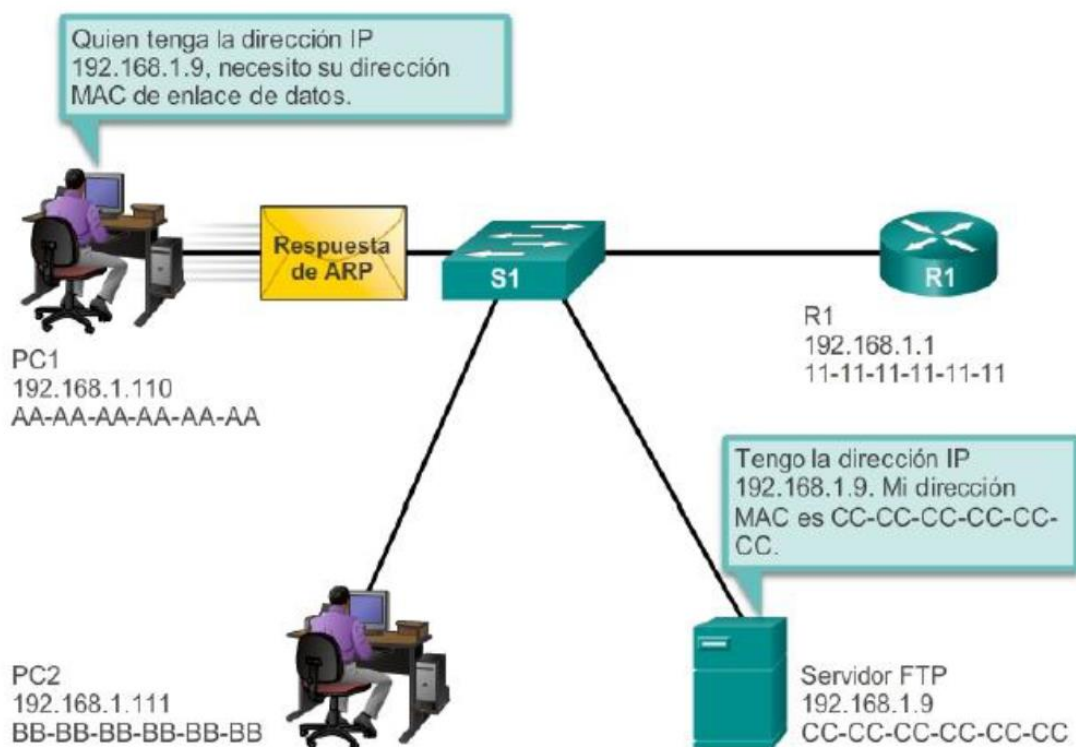 Quien tenga la dirección IP
192.168.1.9, necesito su dirección
MAC de enlace de datos.
Respuesta
de ARP
S1
R1
R1
192.168.1.1
11-11-11-11-11-11
PC1
192.168.1.110
AA-AA-AA-AA-AA-AA
Tengo la dirección IP
192.168.1.9. Mi dirección
MAC es CC-CC-CC-CC-CC-
CC.
PC2
192.168.1.111
BB-BB-BB-BB-BB-BB
Servidor FTP
192.168.1.9
CC-CC-CC-CC-CC-CC